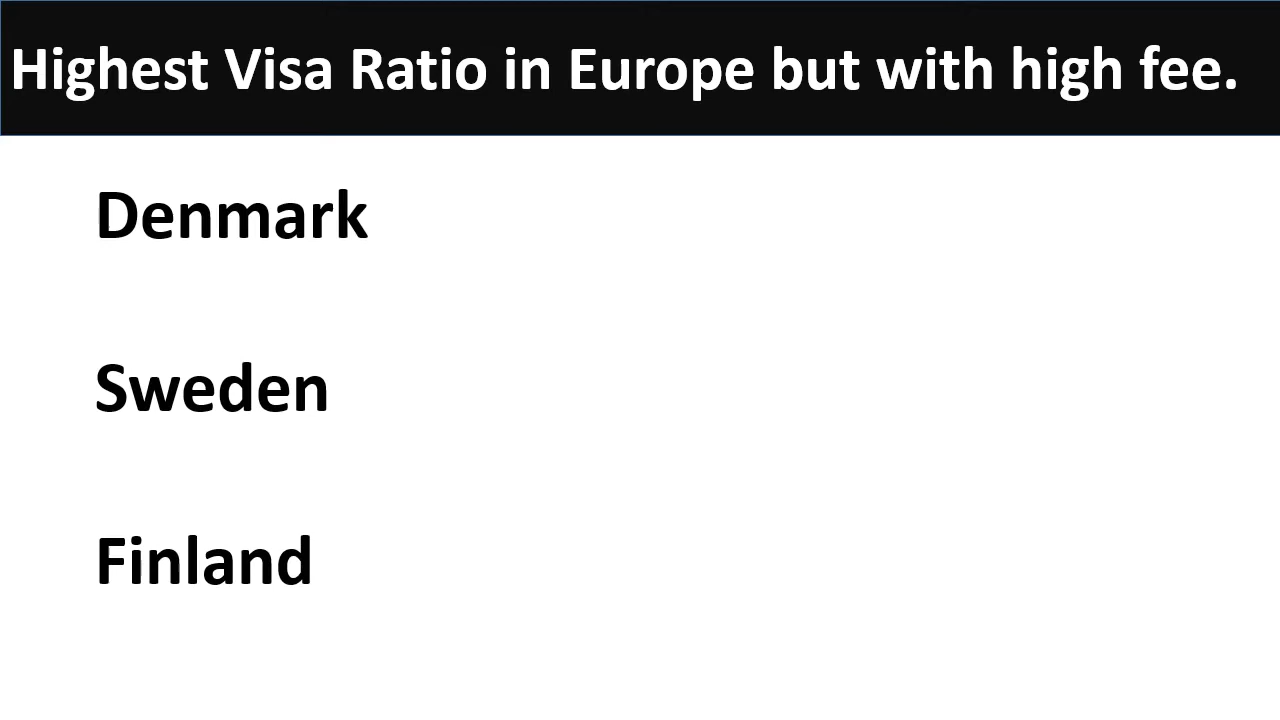 Highest Visa Ratio in Europe but with high fee.
Denmark
Sweden
Finland